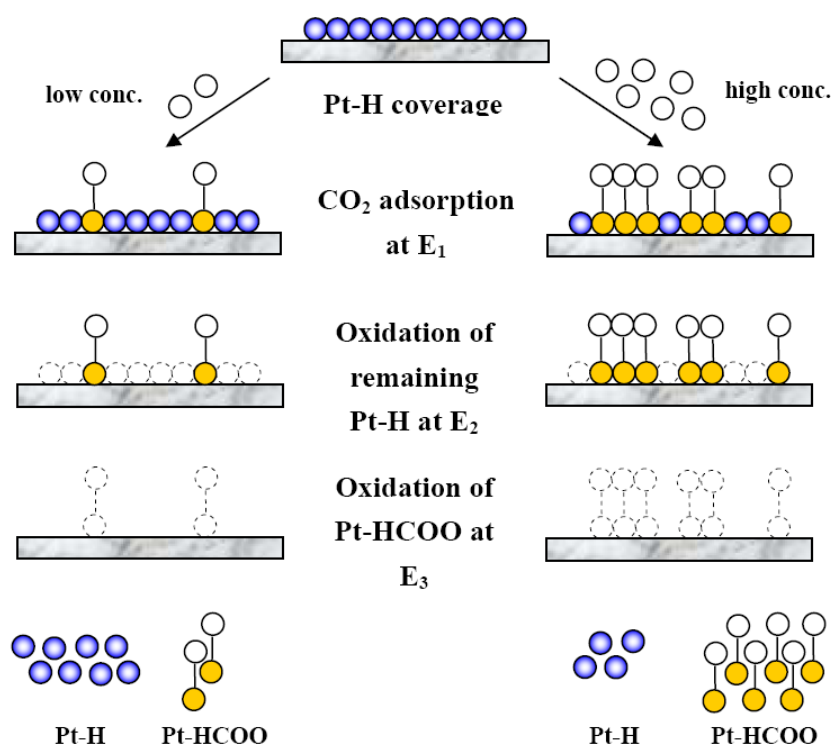 low conc.
high conc.
Pt-H coverage
CO₂ adsorption
at E₁
Oxidation of
remaining
Pt-H at E₂
Oxidation of
Pt-HCOO at
E₃
Pt-H
Pt-HCOO
Pt-H
Pt-HCOO